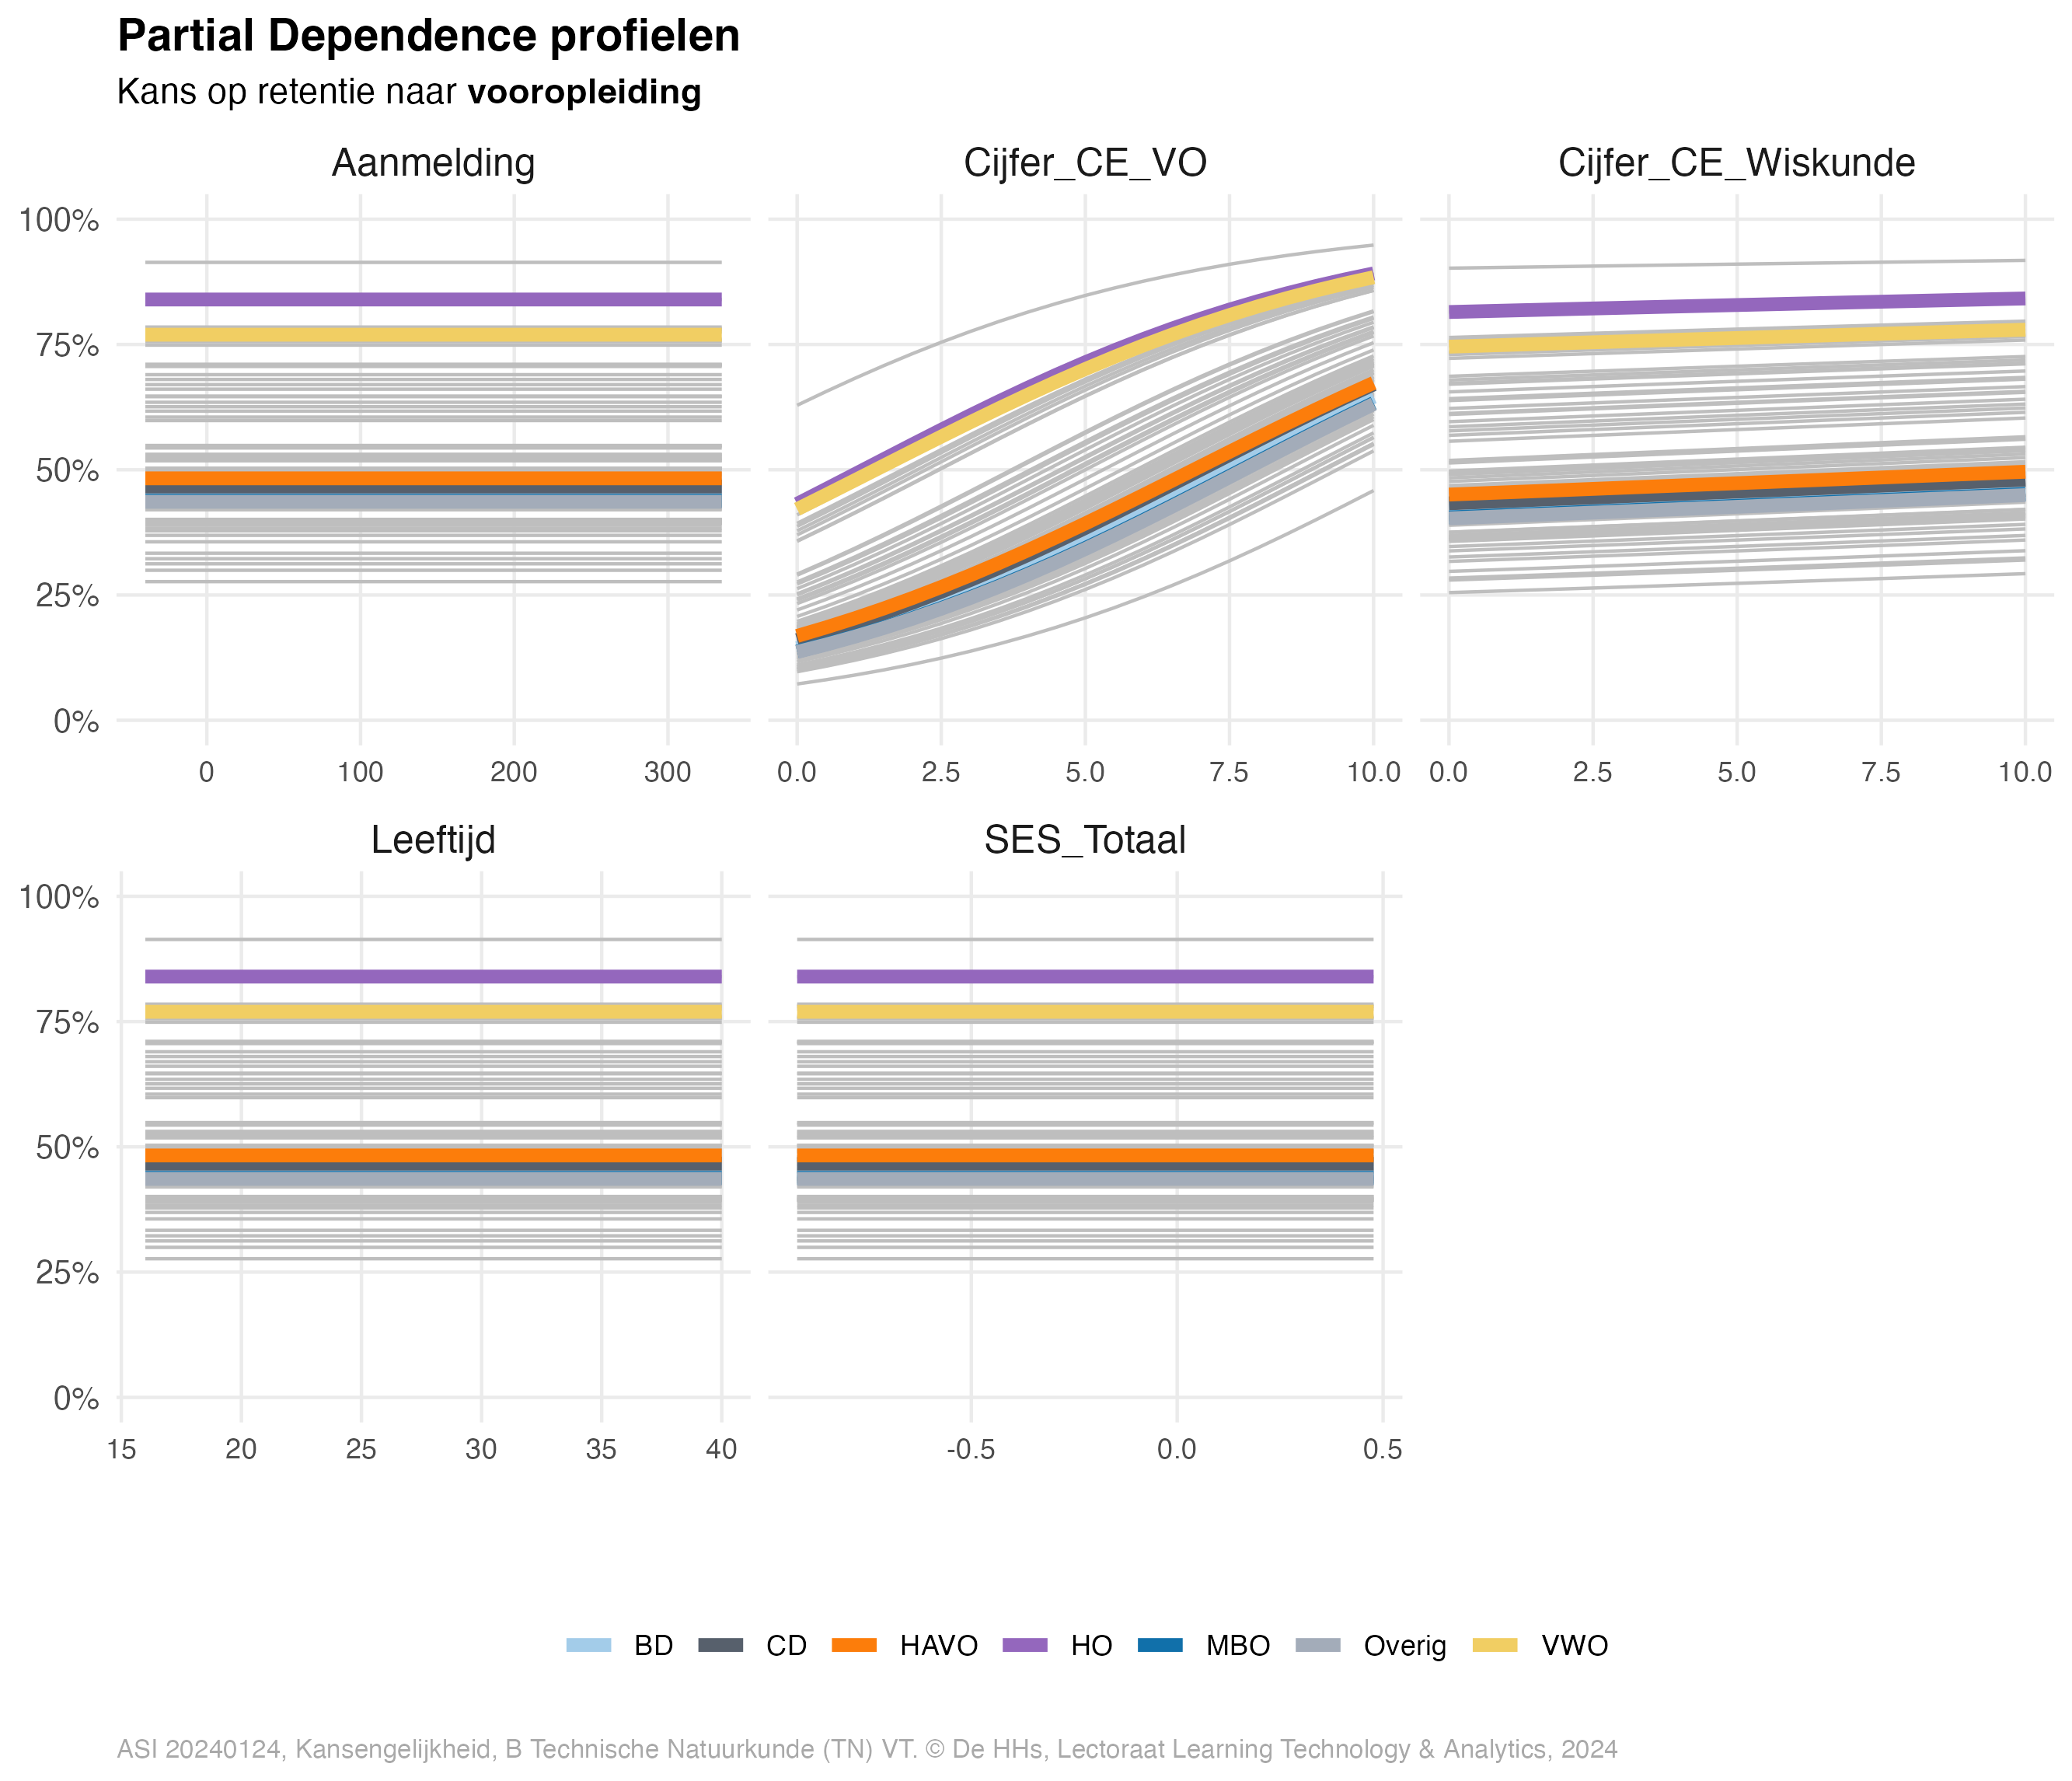 Partial Dependence profielen
Kans op retentie naar vooropleiding
Aanmelding
Cijfer_CE_VO
Cijfer_CE_Wiskunde
100%
75%
50%
25%
0%
0 100 200 300
0.0 2.5 5.0 7.5 10.0
0.0 2.5 5.0 7.5 10.0
Leeftijd
SES_Totaal
100%
75%
50%
25%
0%
15 20 25 30 35 40
-0.5 0.0 0.5
BD CD HAVO HO MBO Overig VWO
ASI 20240124, Kansengelijkheid, B Technische Natuurkunde (TN) VT. © De HHs, Lectoraat Learning Technology & Analytics, 2024